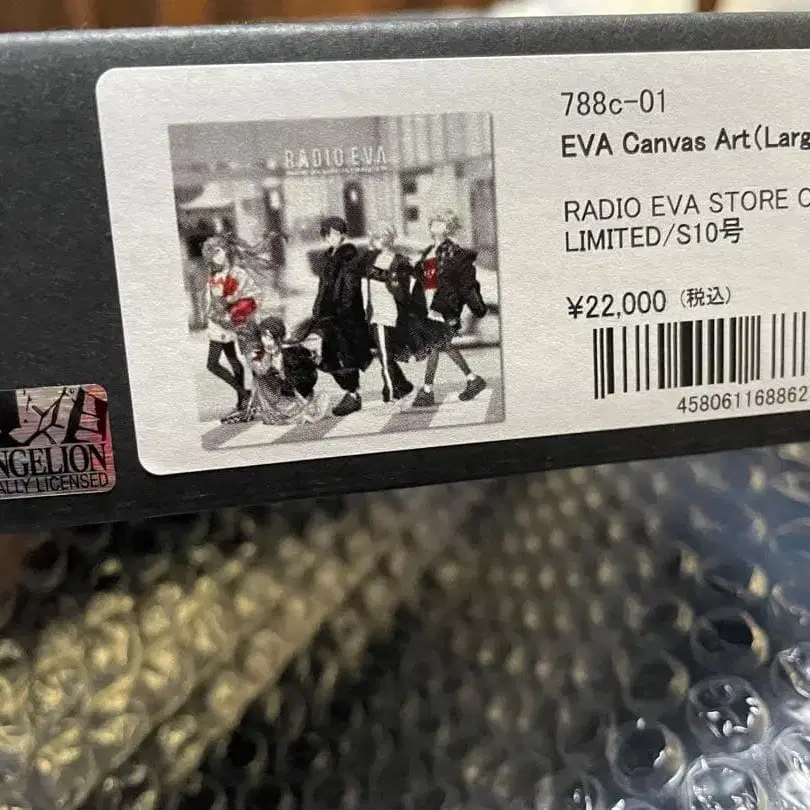 RADIO EVA
788c-01
EVA Canvas Art(Larg
RADIO EVA STORE
LIMITED/S10号
¥22,000 (税込)
458061168862
NGELION
ALLY LICENSED